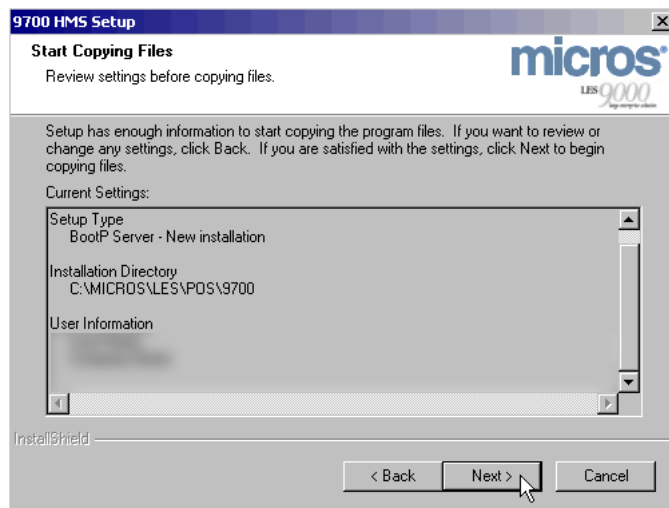 9700 HMS Setup
Start Copying Files
Review settings before copying files.
micros
LES 9000
Setup has enough information to start copying the program files. If you want to review or
change any settings, click Back. If you are satisfied with the settings, click Next to begin
copying files.
Current Settings:
Setup Type
BootP Server - New installation
Installation Directory
C:\MICROS\LES\POS\9700
User Information
InstallShield
< Back
Next >
Cancel